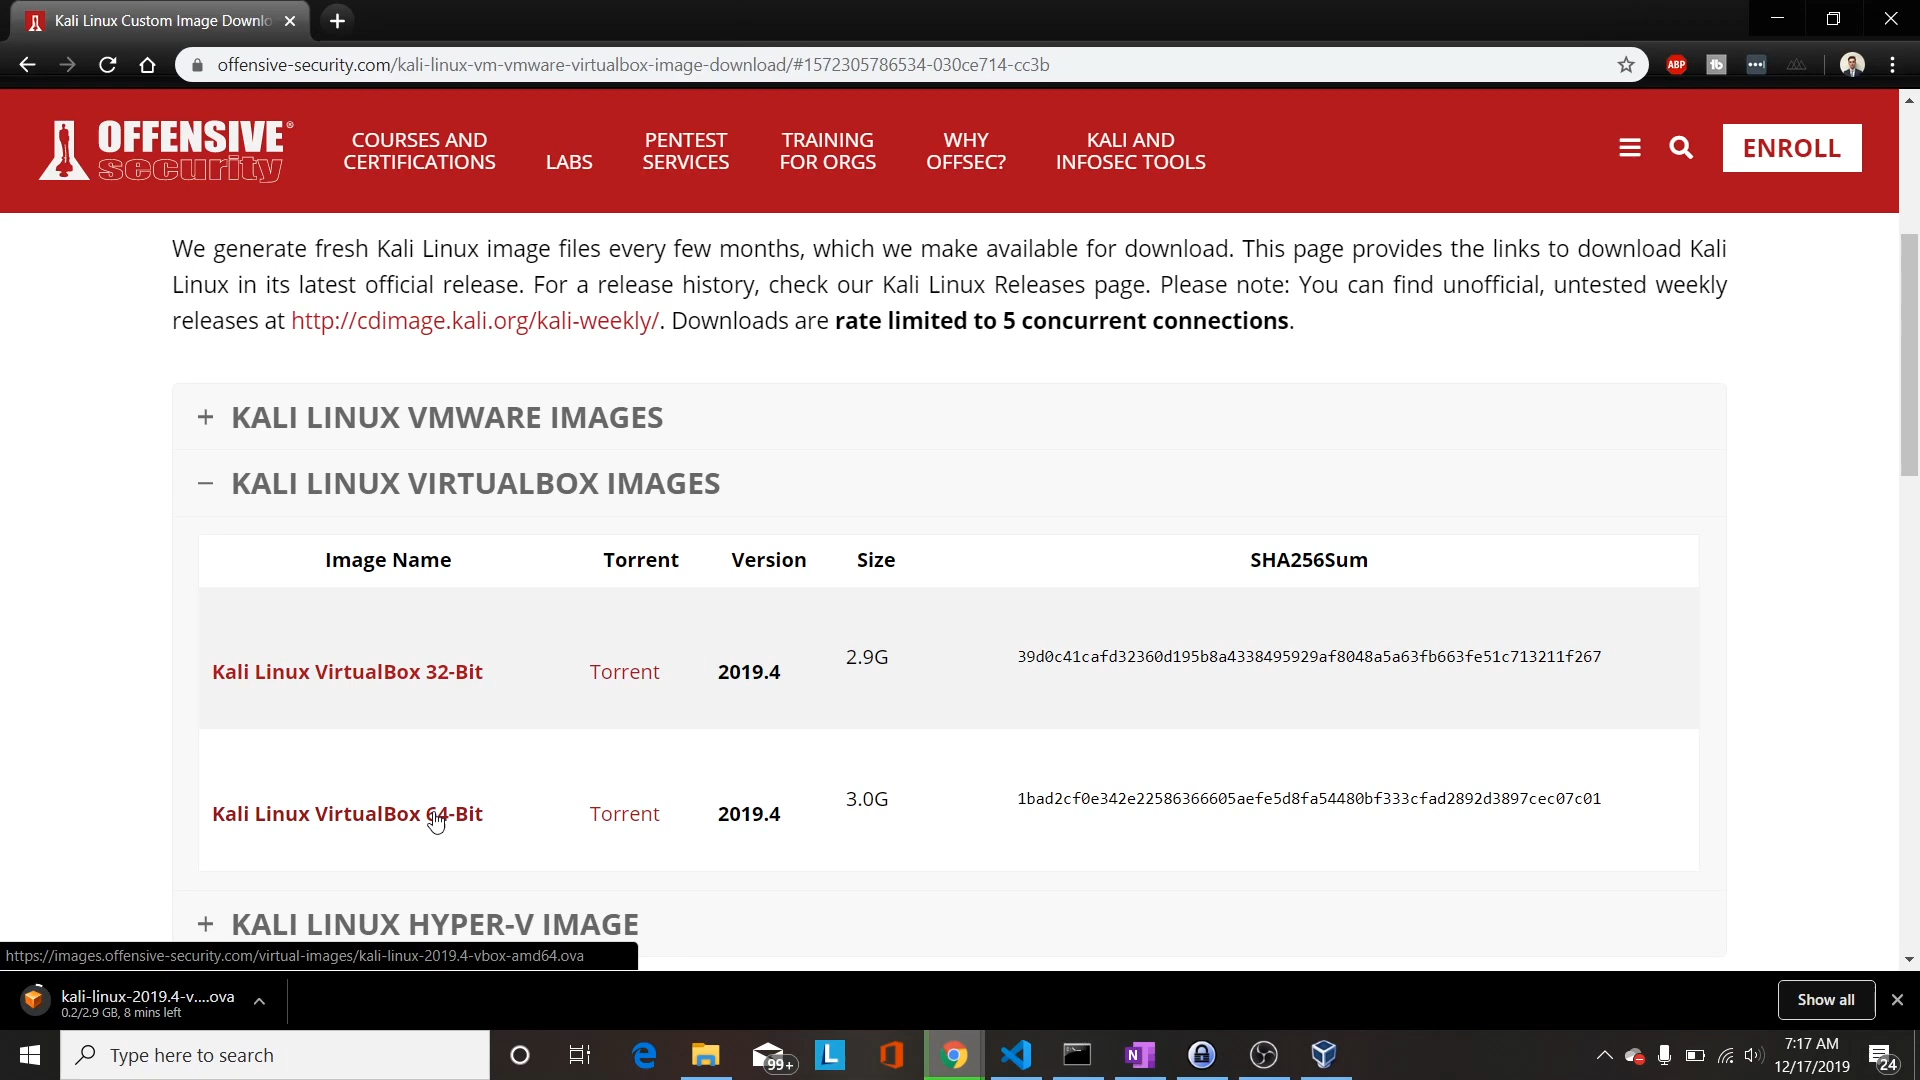 Kali Linux Custom Image Downlo
offensive-security.com/kali-linux-vm-vmware-virtualbox-image-download/#1572305786534-030ce714-cc3b
ABP
tb
OFFENSIVE®
security
COURSES AND
CERTIFICATIONS
LABS
PENTEST
SERVICES
TRAINING
FOR ORGS
WHY
OFFSEC?
KALI AND
INFOSEC TOOLS
ENROLL
We generate fresh Kali Linux image files every few months, which we make available for download. This page provides the links to download Kali
Linux in its latest official release. For a release history, check our Kali Linux Releases page. Please note: You can find unofficial, untested weekly
releases at http://cdimage.kali.org/kali-weekly/. Downloads are rate limited to 5 concurrent connections.
+ KALI LINUX VMWARE IMAGES
− KALI LINUX VIRTUALBOX IMAGES
Image Name Torrent Version Size SHA256Sum
Kali Linux VirtualBox 32-Bit Torrent 2019.4 2.9G 39d0c41cafd32360d195b8a4338495929af8048a5a63fb663fe51c713211f267
Kali Linux VirtualBox 64-Bit Torrent 2019.4 3.0G 1bad2cf0e342e22586366605aefe5d8fa54480bf333cfad2892d3897cec07c01
+ KALI LINUX HYPER-V IMAGE
https://images.offensive-security.com/virtual-images/kali-linux-2019.4-vbox-amd64.ova
kali-linux-2019.4-v....ova
0.2/2.9 GB, 8 mins left
Show all
Type here to search
99+
L
N
7:17 AM
12/17/2019
24